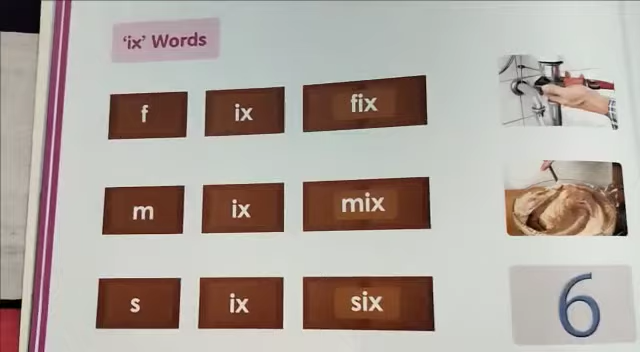 ‘ix’ Words
f ix fix
m ix mix
s ix six
6